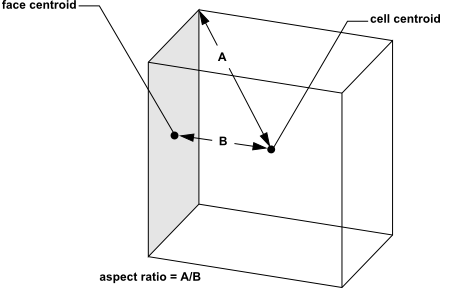 face centroid
cell centroid
A
B
aspect ratio = A/B